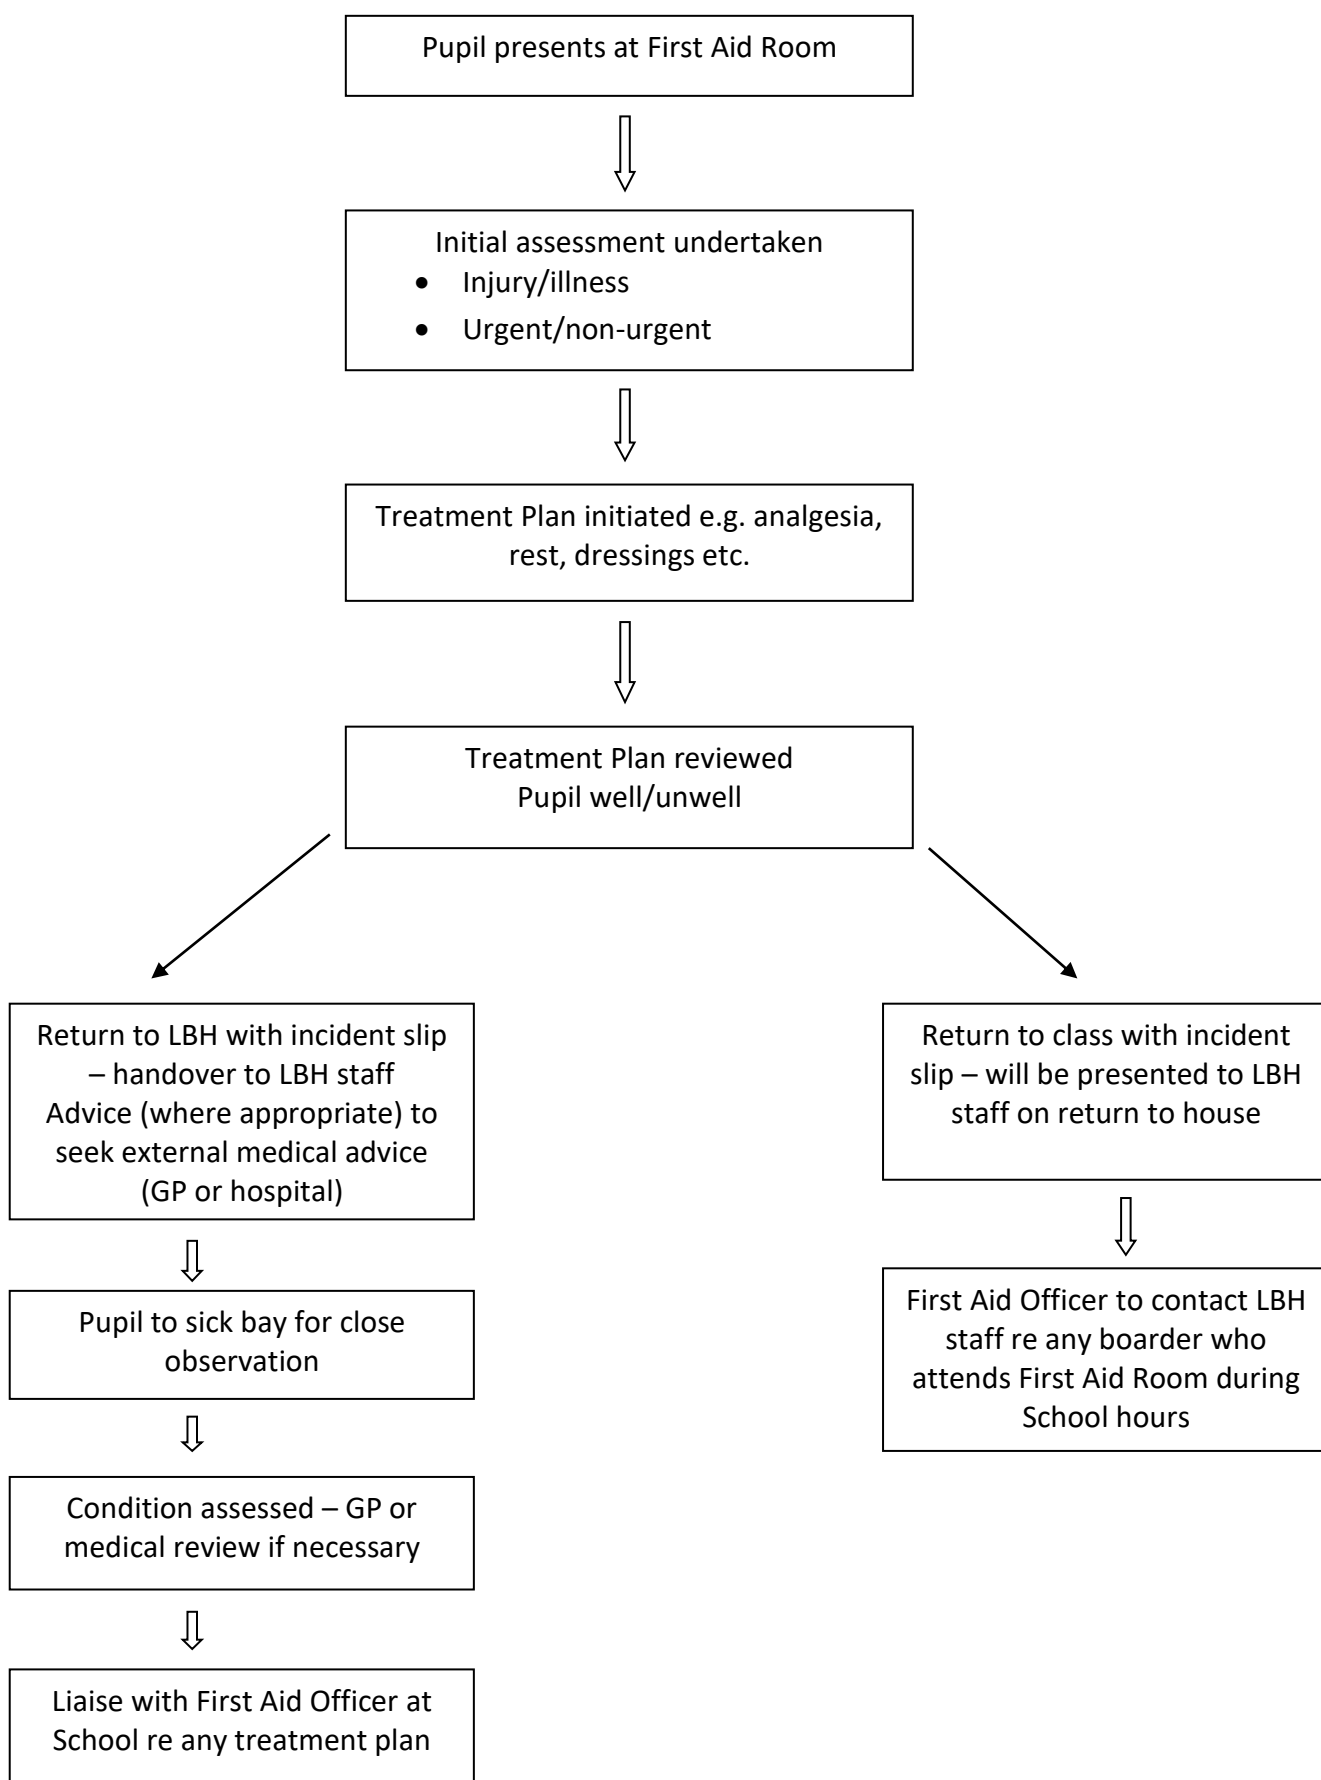 Pupil presents at First Aid Room
Initial assessment undertaken
• Injury/illness
• Urgent/non-urgent
Treatment Plan initiated e.g. analgesia,
rest, dressings etc.
Treatment Plan reviewed
Pupil well/unwell
Return to LBH with incident slip
– handover to LBH staff
Advice (where appropriate) to
seek external medical advice
(GP or hospital)
Pupil to sick bay for close
observation
Condition assessed – GP or
medical review if necessary
Liaise with First Aid Officer at
School re any treatment plan
Return to class with incident
slip – will be presented to LBH
staff on return to house
First Aid Officer to contact LBH
staff re any boarder who
attends First Aid Room during
School hours